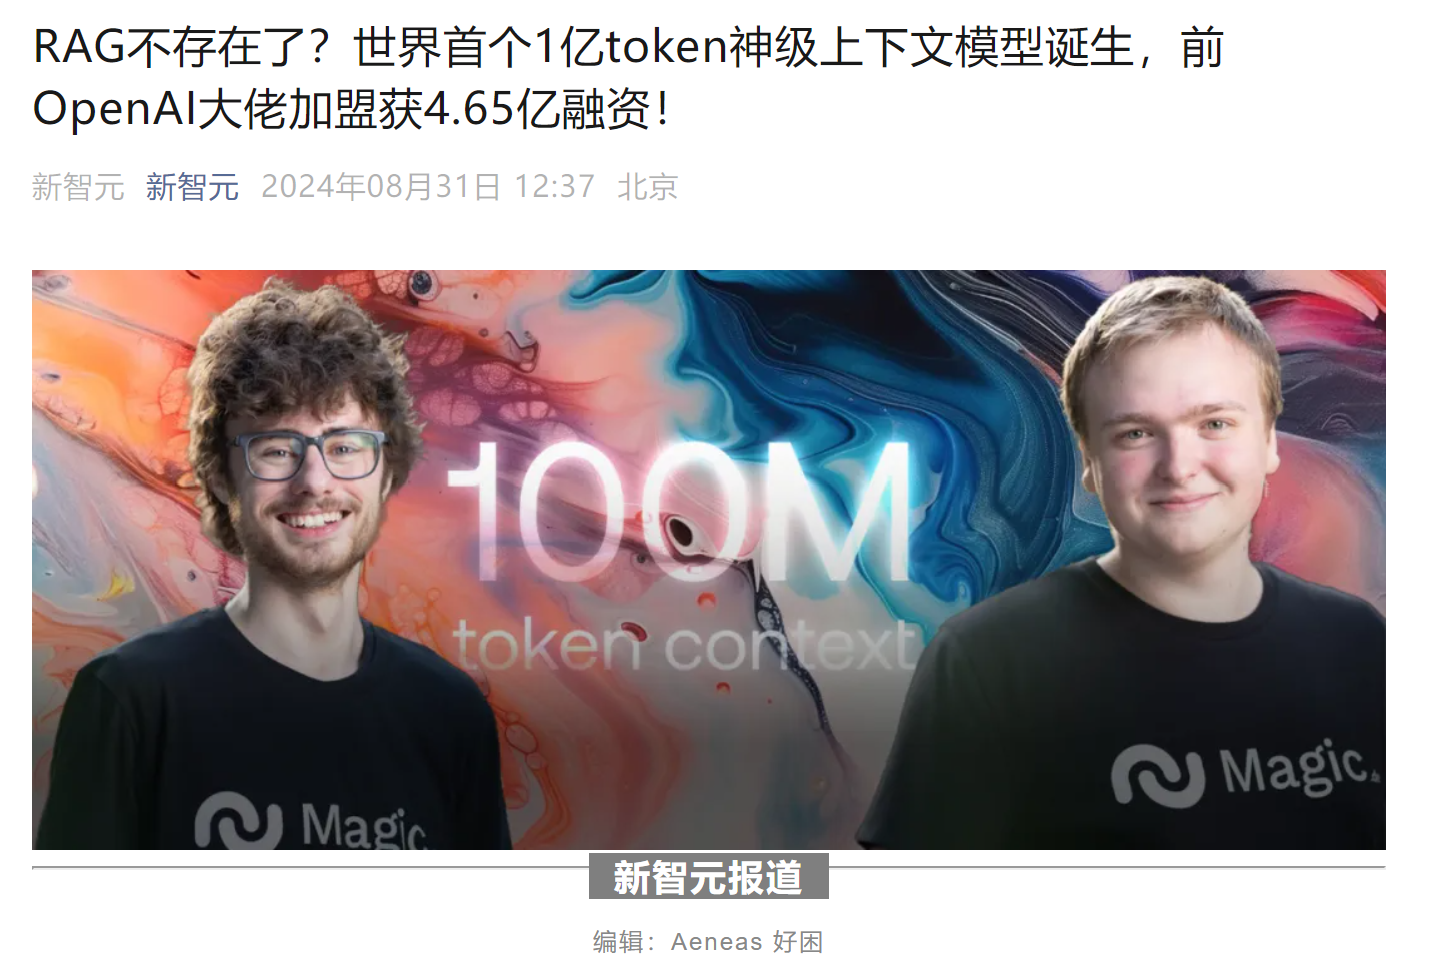 RAG不存在了？世界首个1亿token神级上下文模型诞生，前
OpenAI大佬加盟获4.65亿融资！
新智元 新智元 2024年08月31日 12:37 北京
100M
token context
Magic
Magic
新智元报道
编辑：Aeneas 好困